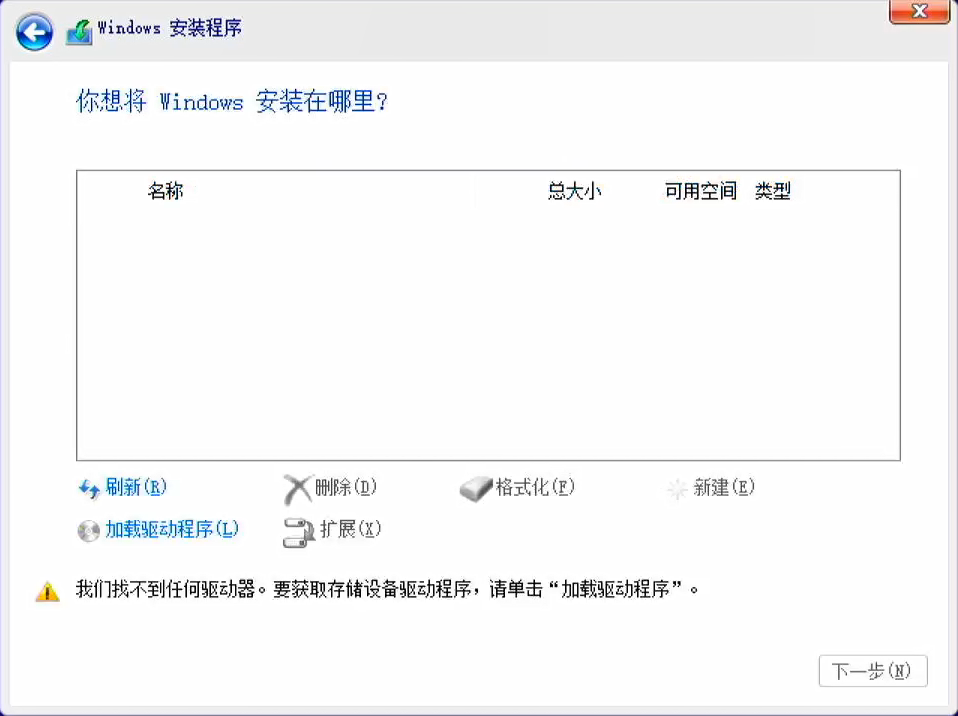 Windows 安装程序
你想将 Windows 安装在哪里?
名称 总大小 可用空间 类型
刷新(R) 删除(D) 格式化(F) 新建(E)
加载驱动程序(L) 扩展(X)
我们找不到任何驱动器。要获取存储设备驱动程序，请单击“加载驱动程序”。
下一步(N)